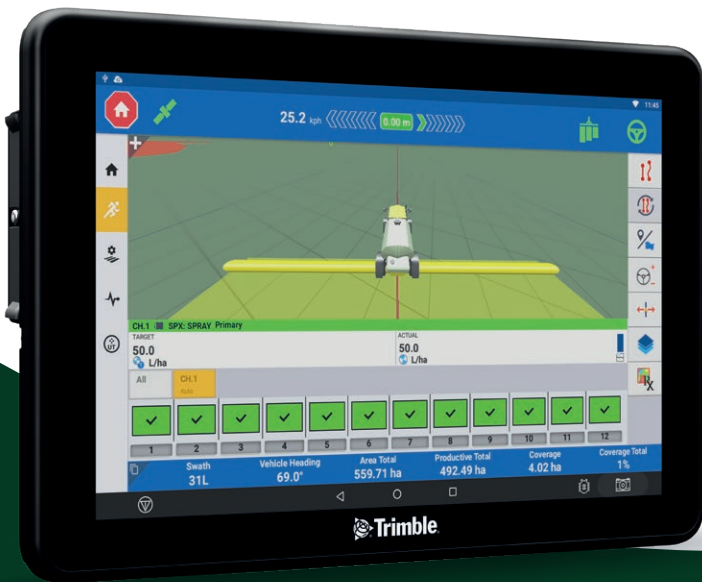 11:45
25.2 kph
0.00 m
CH.1 SPX: SPRAY Primary
TARGET
50.0
L/ha
ACTUAL
50.0
L/ha
All
CH.1
Auto
1 2 3 4 5 6 7 8 9 10 11 12
Swath
31L
Vehicle Heading
69.0°
Area Total
559.71 ha
Productive Total
492.49 ha
Coverage
4.02 ha
Coverage Total
1%
UT
Rx
Trimble